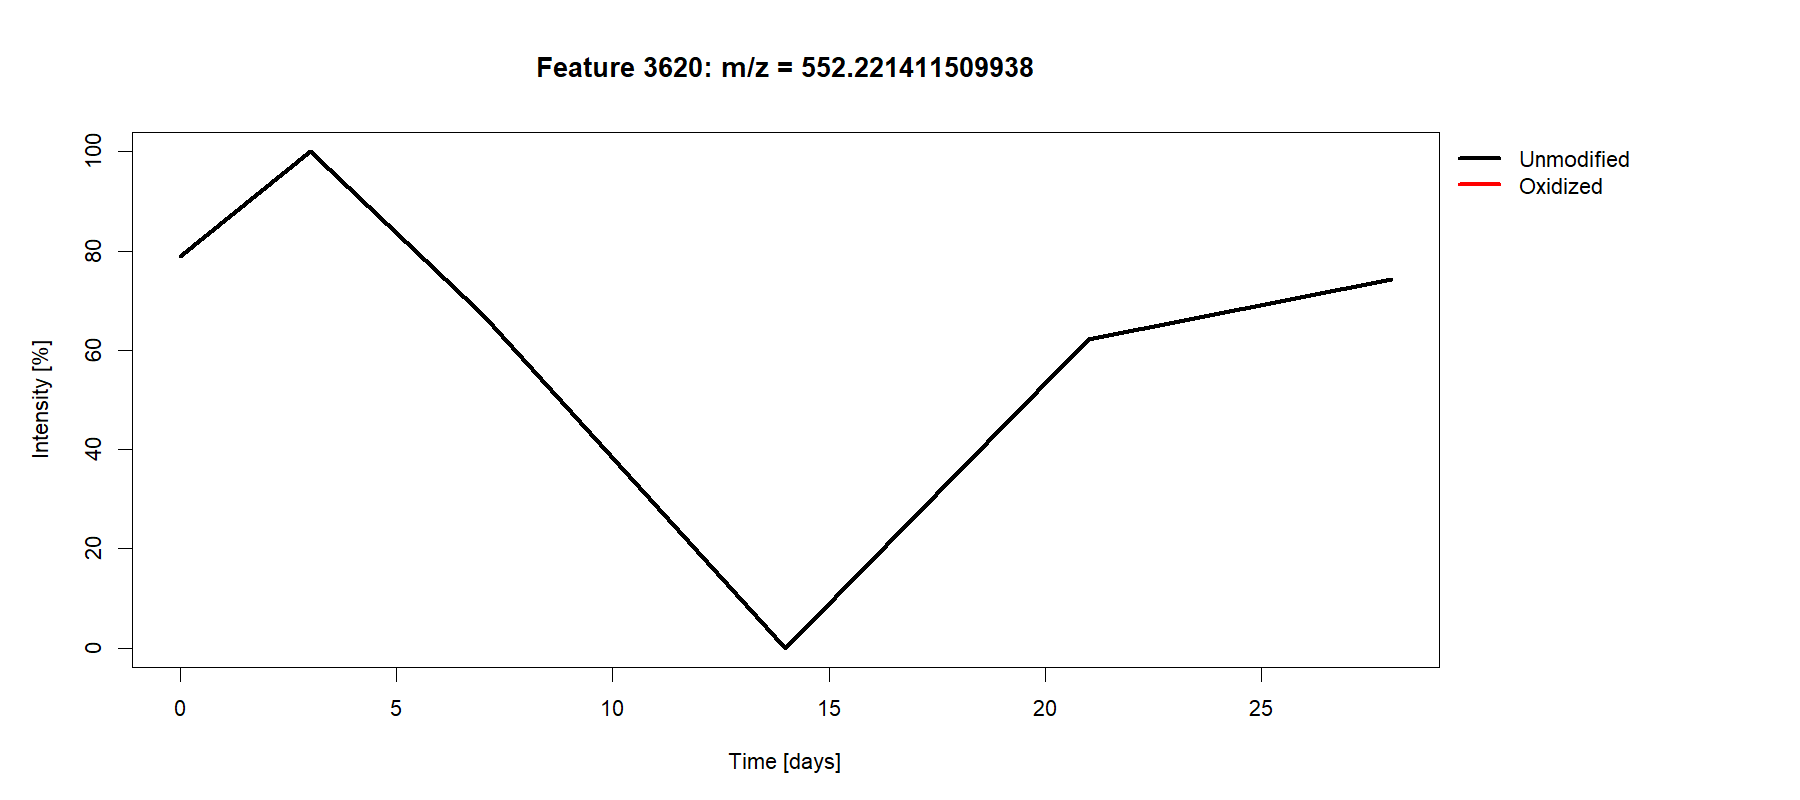 Feature 3620: m/z = 552.221411509938
Unmodified
Oxidized
Intensity [%]
100
80
60
40
20
0
0 5 10 15 20 25
Time [days]